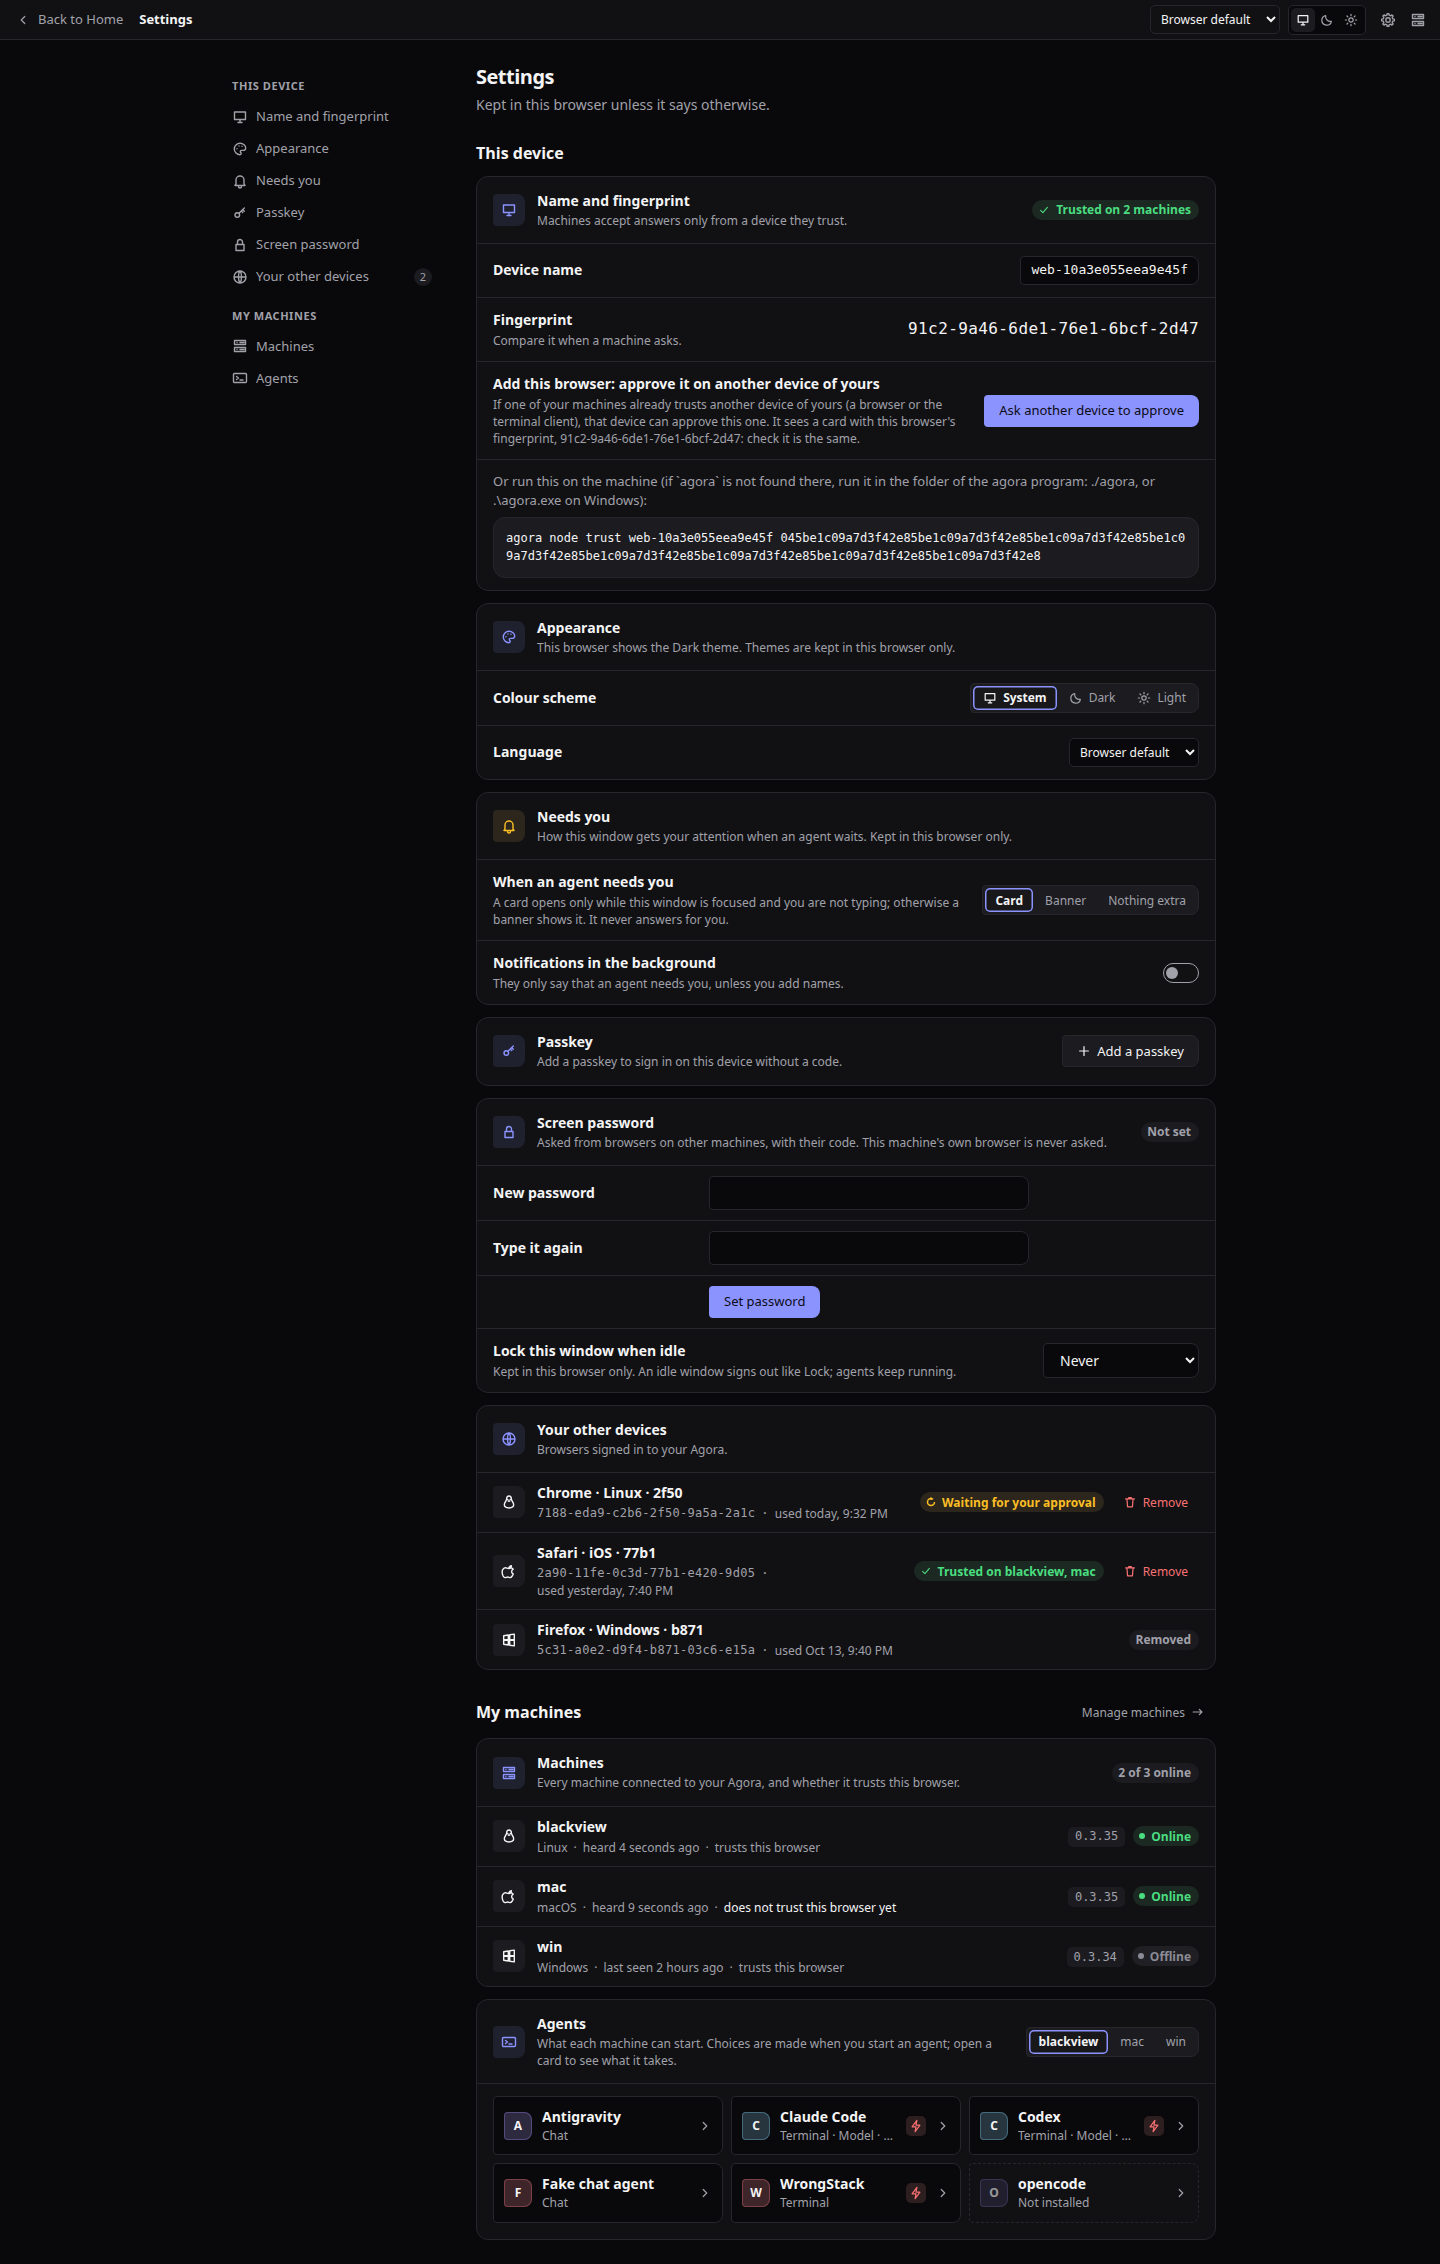 Back to Home
Settings
Browser default
THIS DEVICE
Name and fingerprint
Appearance
Needs you
Passkey
Screen password
Your other devices
2
MY MACHINES
Machines
Agents
Settings
Kept in this browser unless it says otherwise.
This device
Name and fingerprint
Machines accept answers only from a device they trust.
Trusted on 2 machines
Device name
web-10a3e055eea9e45f
Fingerprint
Compare it when a machine asks.
91c2-9a46-6de1-76e1-6bcf-2d47
Add this browser: approve it on another device of yours
If one of your machines already trusts another device of yours (a browser or the
terminal client), that device can approve this one. It sees a card with this browser's
fingerprint, 91c2-9a46-6de1-76e1-6bcf-2d47: check it is the same.
Ask another device to approve
Or run this on the machine (if `agora` is not found there, run it in the folder of the agora program: ./agora, or
.\agora.exe on Windows):
agora node trust web-10a3e055eea9e45f 045be1c09a7d3f42e85be1c09a7d3f42e85be1c09a7d3f42e85be1c0
9a7d3f42e85be1c09a7d3f42e85be1c09a7d3f42e85be1c09a7d3f42e85be1c09a7d3f42e8
Appearance
This browser shows the Dark theme. Themes are kept in this browser only.
Colour scheme
System
Dark
Light
Language
Browser default
Needs you
How this window gets your attention when an agent waits. Kept in this browser only.
When an agent needs you
A card opens only while this window is focused and you are not typing; otherwise a
banner shows it. It never answers for you.
Card
Banner
Nothing extra
Notifications in the background
They only say that an agent needs you, unless you add names.
Passkey
Add a passkey to sign in on this device without a code.
Add a passkey
Screen password
Asked from browsers on other machines, with their code. This machine's own browser is never asked.
Not set
New password
Type it again
Set password
Lock this window when idle
Kept in this browser only. An idle window signs out like Lock; agents keep running.
Never
Your other devices
Browsers signed in to your Agora.
Chrome · Linux · 2f50
7188-eda9-c2b6-2f50-9a5a-2a1c · used today, 9:32 PM
Waiting for your approval
Remove
Safari · iOS · 77b1
2a90-11fe-0c3d-77b1-e420-9d05 ·
used yesterday, 7:40 PM
Trusted on blackview, mac
Remove
Firefox · Windows · b871
5c31-a0e2-d9f4-b871-03c6-e15a · used Oct 13, 9:40 PM
Removed
My machines
Manage machines →
Machines
Every machine connected to your Agora, and whether it trusts this browser.
2 of 3 online
blackview
Linux · heard 4 seconds ago · trusts this browser
0.3.35
Online
mac
macOS · heard 9 seconds ago · does not trust this browser yet
0.3.35
Online
win
Windows · last seen 2 hours ago · trusts this browser
0.3.34
Offline
Agents
What each machine can start. Choices are made when you start an agent; open a
card to see what it takes.
blackview
mac
win
A
Antigravity
Chat
C
Claude Code
Terminal · Model · ...
C
Codex
Terminal · Model · ...
F
Fake chat agent
Chat
W
WrongStack
Terminal
O
opencode
Not installed